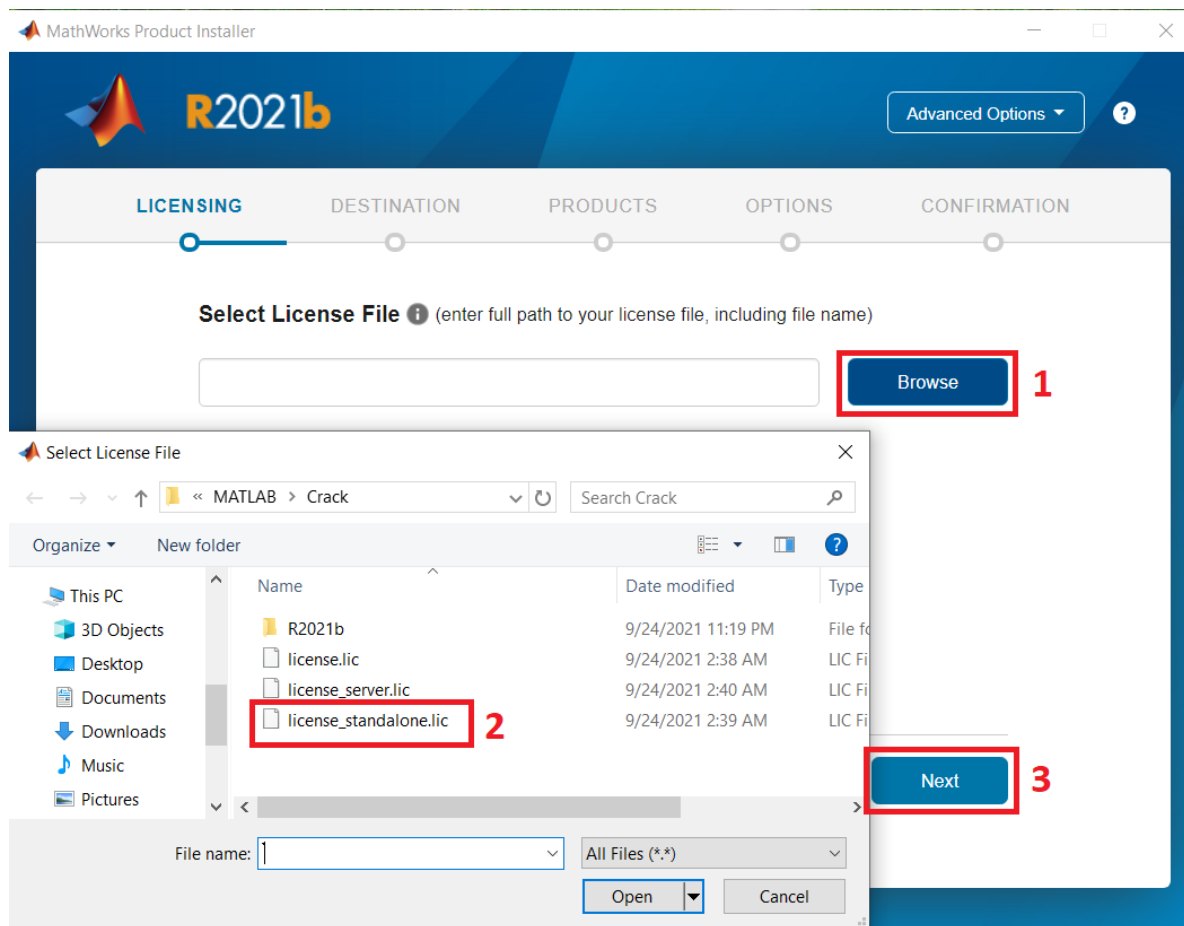 MathWorks Product Installer
R2021b
Advanced Options
?
LICENSING DESTINATION PRODUCTS OPTIONS CONFIRMATION
Select License File i (enter full path to your license file, including file name)
Browse 1
Select License File
« MATLAB > Crack
Search Crack
Organize New folder
?
This PC
3D Objects
Desktop
Documents
Downloads
Music
Pictures
Name Date modified Type
R2021b 9/24/2021 11:19 PM File fo
license.lic 9/24/2021 2:38 AM LIC Fi
license_server.lic 9/24/2021 2:40 AM LIC Fi
license_standalone.lic 2 9/24/2021 2:39 AM LIC Fi
Next 3
File name: All Files (*.*)
Open Cancel